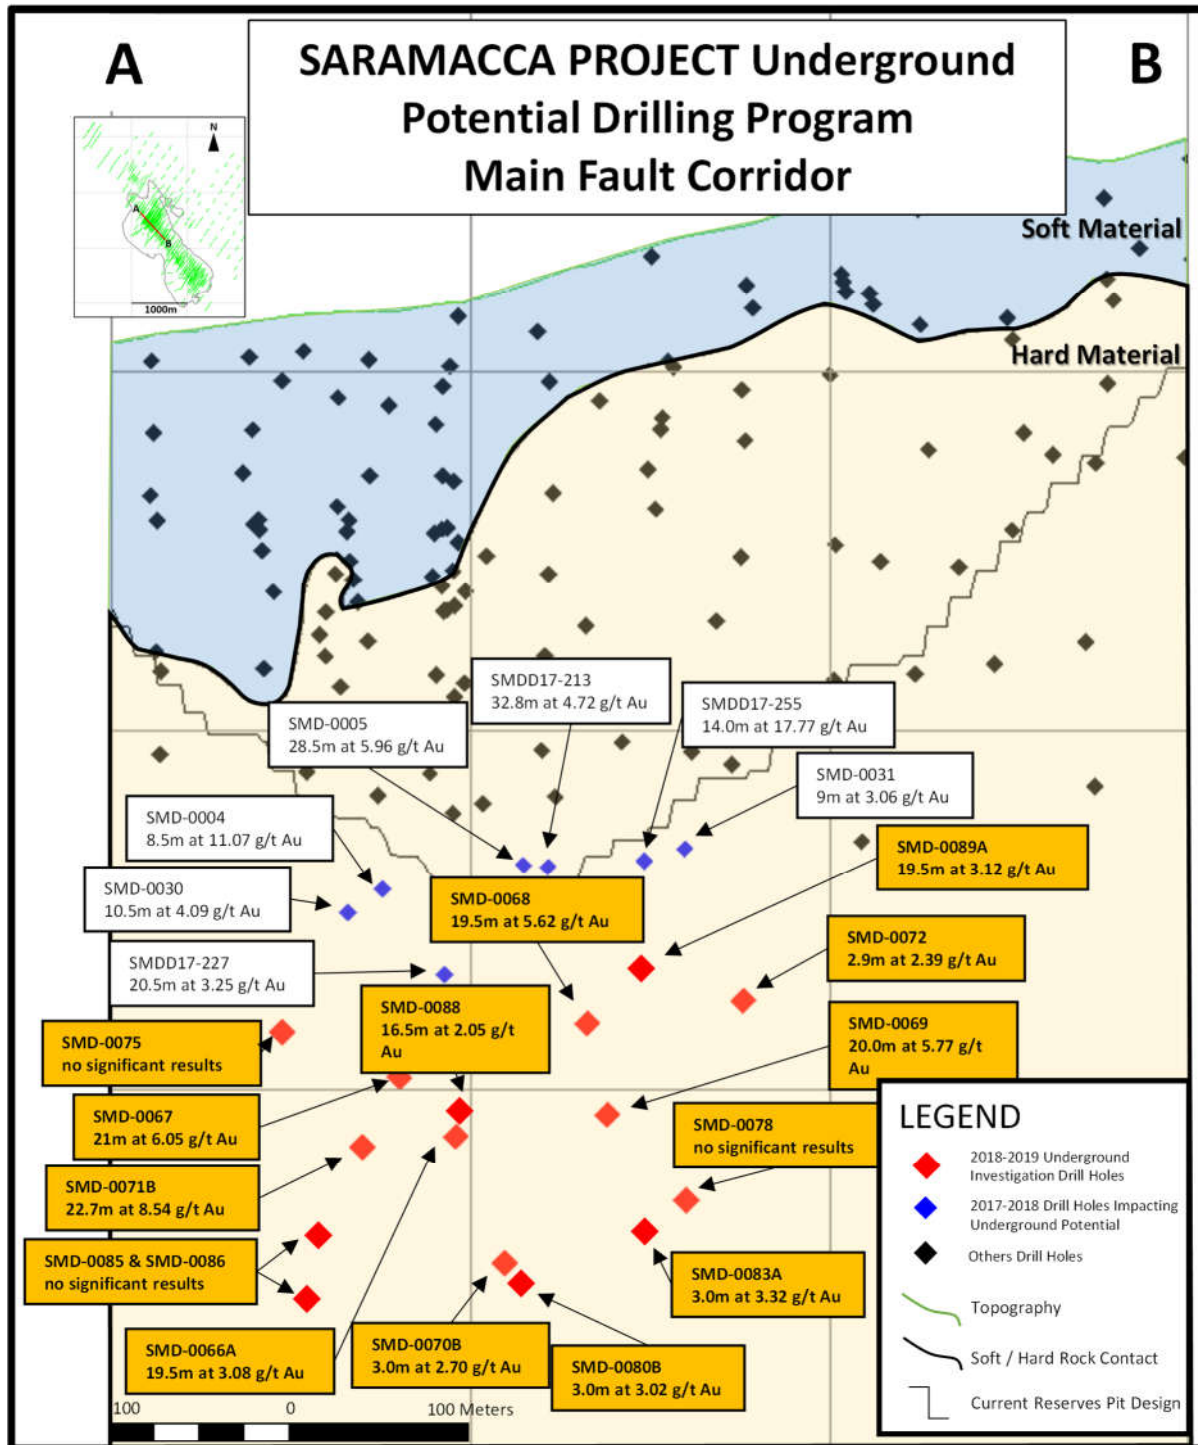 A
SARAMACCA PROJECT Underground
Potential Drilling Program
Main Fault Corridor
B
N
A
B
1000m
Soft Material
Hard Material
SMDD17-213
32.8m at 4.72 g/t Au
SMD-0005
28.5m at 5.96 g/t Au
SMDD17-255
14.0m at 17.77 g/t Au
SMD-0031
9m at 3.06 g/t Au
SMD-0004
8.5m at 11.07 g/t Au
SMD-0089A
19.5m at 3.12 g/t Au
SMD-0030
10.5m at 4.09 g/t Au
SMD-0068
19.5m at 5.62 g/t Au
SMD-0072
2.9m at 2.39 g/t Au
SMDD17-227
20.5m at 3.25 g/t Au
SMD-0088
16.5m at 2.05 g/t
Au
SMD-0069
20.0m at 5.77 g/t
Au
SMD-0075
no significant results
SMD-0067
21m at 6.05 g/t Au
SMD-0078
no significant results
SMD-0071B
22.7m at 8.54 g/t Au
SMD-0085 & SMD-0086
no significant results
SMD-0083A
3.0m at 3.32 g/t Au
SMD-0066A
19.5m at 3.08 g/t Au
SMD-0070B
3.0m at 2.70 g/t Au
SMD-0080B
3.0m at 3.02 g/t Au
100 0 100 Meters
LEGEND
2018-2019 Underground
Investigation Drill Holes
2017-2018 Drill Holes Impacting
Underground Potential
Others Drill Holes
Topography
Soft / Hard Rock Contact
Current Reserves Pit Design